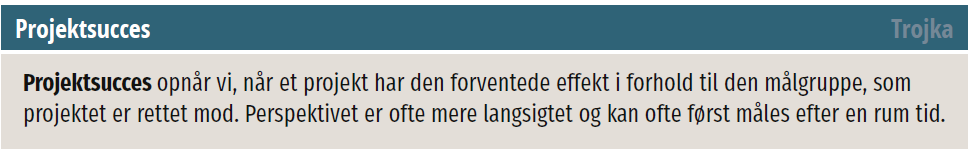 Projektsucces Trojka
Projektsucces opnår vi, når et projekt har den forventede effekt i forhold til den målgruppe, som
projektet er rettet mod. Perspektivet er ofte mere langsigtet og kan ofte først måles efter en rum tid.